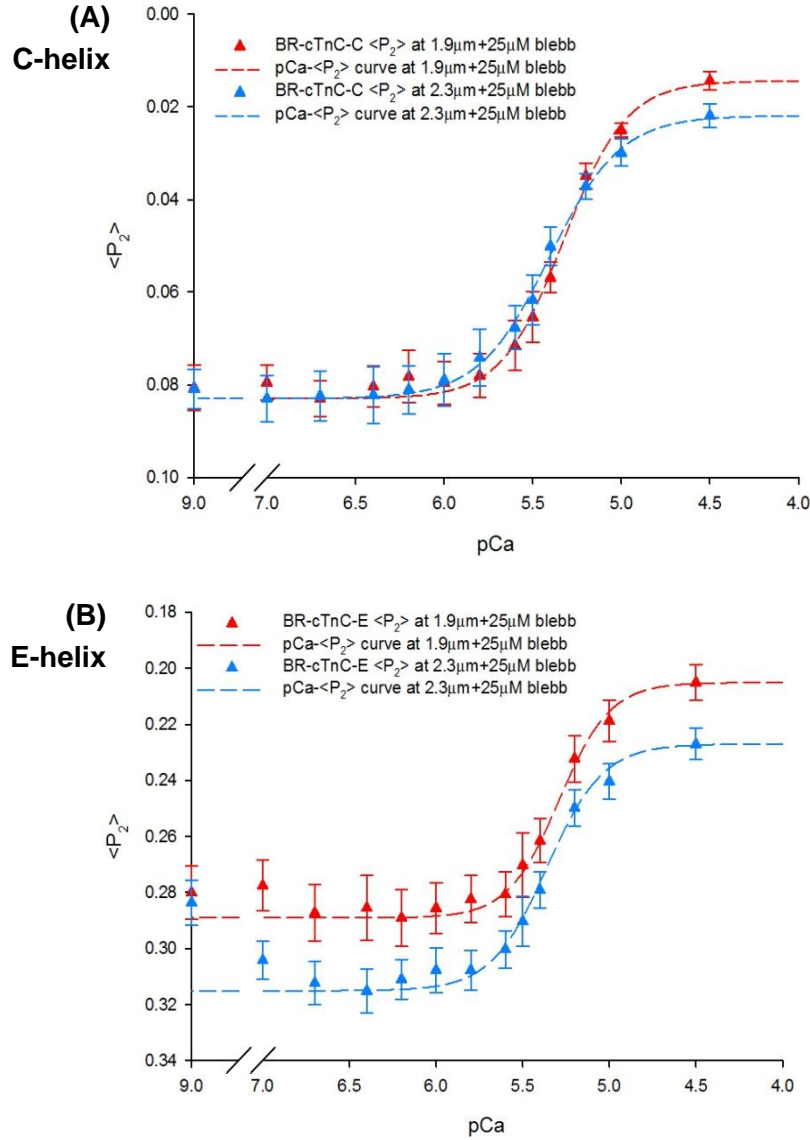 (A)
C-helix
BR-cTnC-C <P2> at 1.9μm+25μM blebb
pCa-<P2> curve at 1.9μm+25μM blebb
BR-cTnC-C <P2> at 2.3μm+25μM blebb
pCa-<P2> curve at 2.3μm+25μM blebb
<P2>
0.00
0.02
0.04
0.06
0.08
0.10
9.0 7.0 6.5 6.0 5.5 5.0 4.5 4.0
pCa
(B)
E-helix
BR-cTnC-E <P2> at 1.9μm+25μM blebb
pCa-<P2> curve at 1.9μm+25μM blebb
BR-cTnC-E <P2> at 2.3μm+25μM blebb
pCa-<P2> curve at 2.3μm+25μM blebb
<P2>
0.18
0.20
0.22
0.24
0.26
0.28
0.30
0.32
0.34
9.0 7.0 6.5 6.0 5.5 5.0 4.5 4.0
pCa